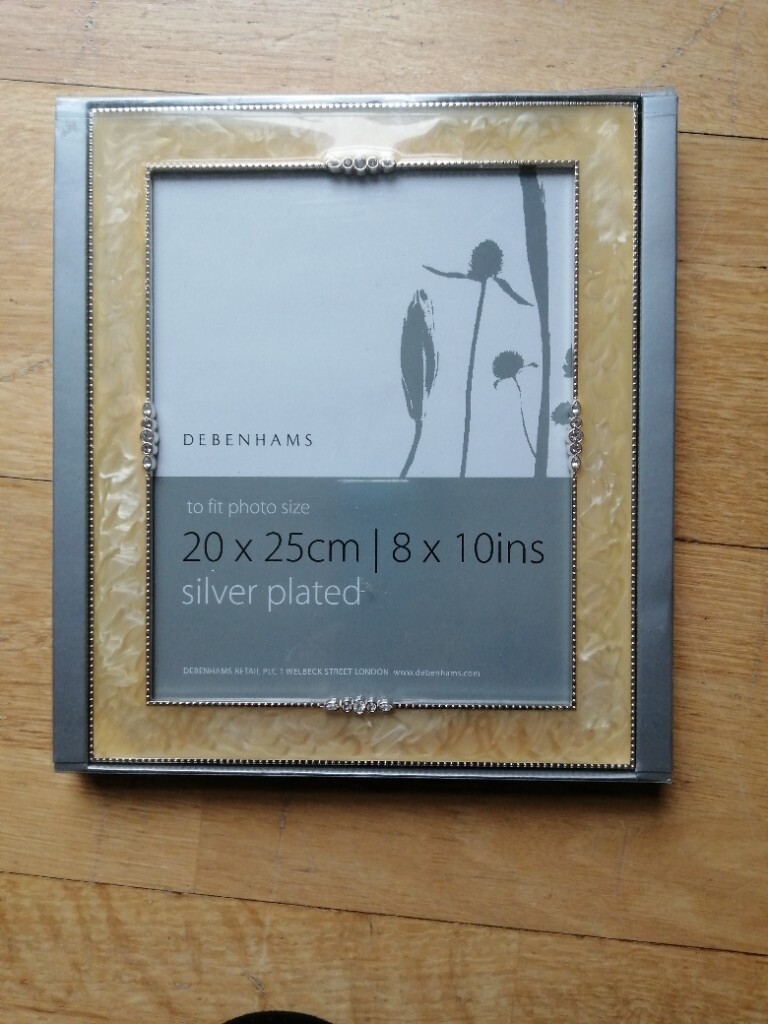 DEBENHAMS
to fit photo size
20 x 25cm | 8 x 10ins
silver plated
DEBENHAMS RETAIL PLC 1 WELBECK STREET LONDON www.debenhams.com